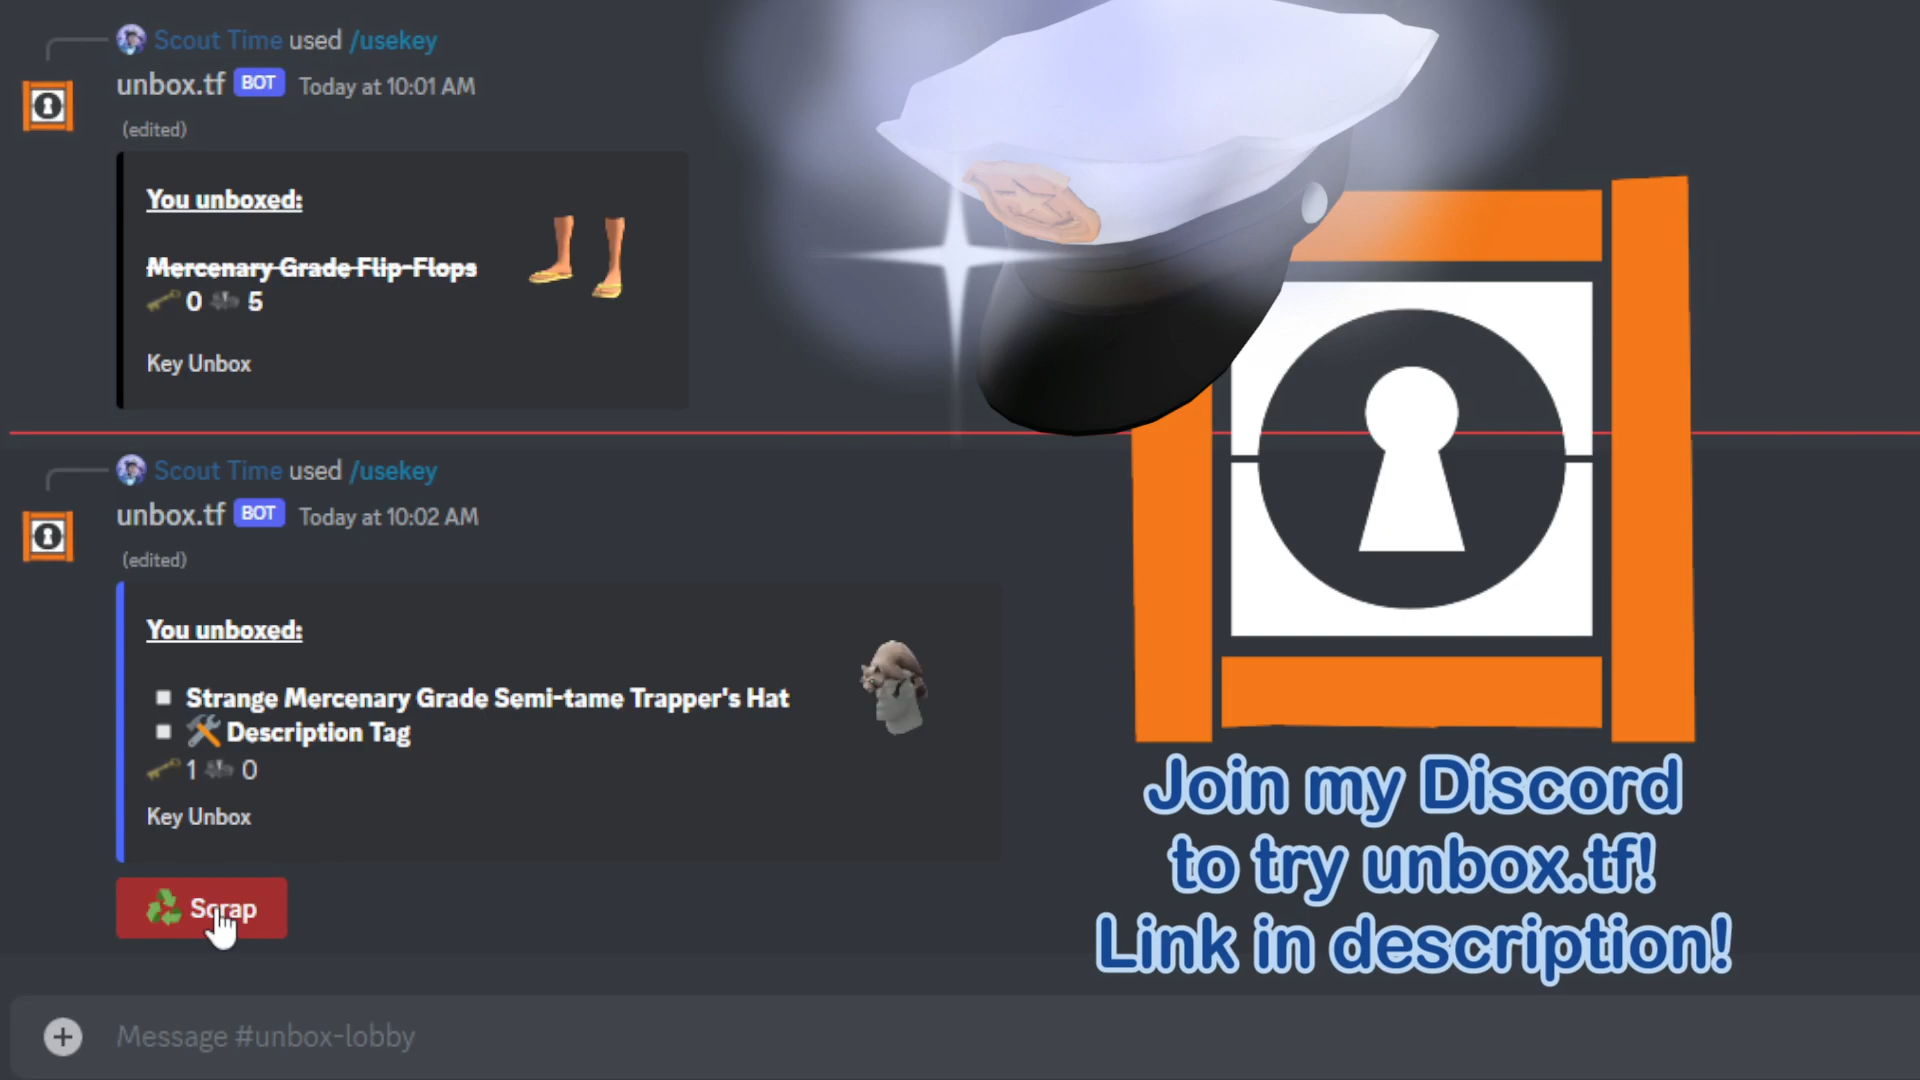 Scout Time used /usekey
unbox.tf BOT Today at 10:01 AM
(edited)
You unboxed:
Mercenary Grade Flip-Flops
0 5
Key Unbox
Scout Time used /usekey
unbox.tf BOT Today at 10:02 AM
(edited)
You unboxed:
Strange Mercenary Grade Semi-tame Trapper's Hat
Description Tag
1 0
Key Unbox
Scrap
Message #unbox-lobby
Join my Discord
to try unbox.tf!
Link in description!